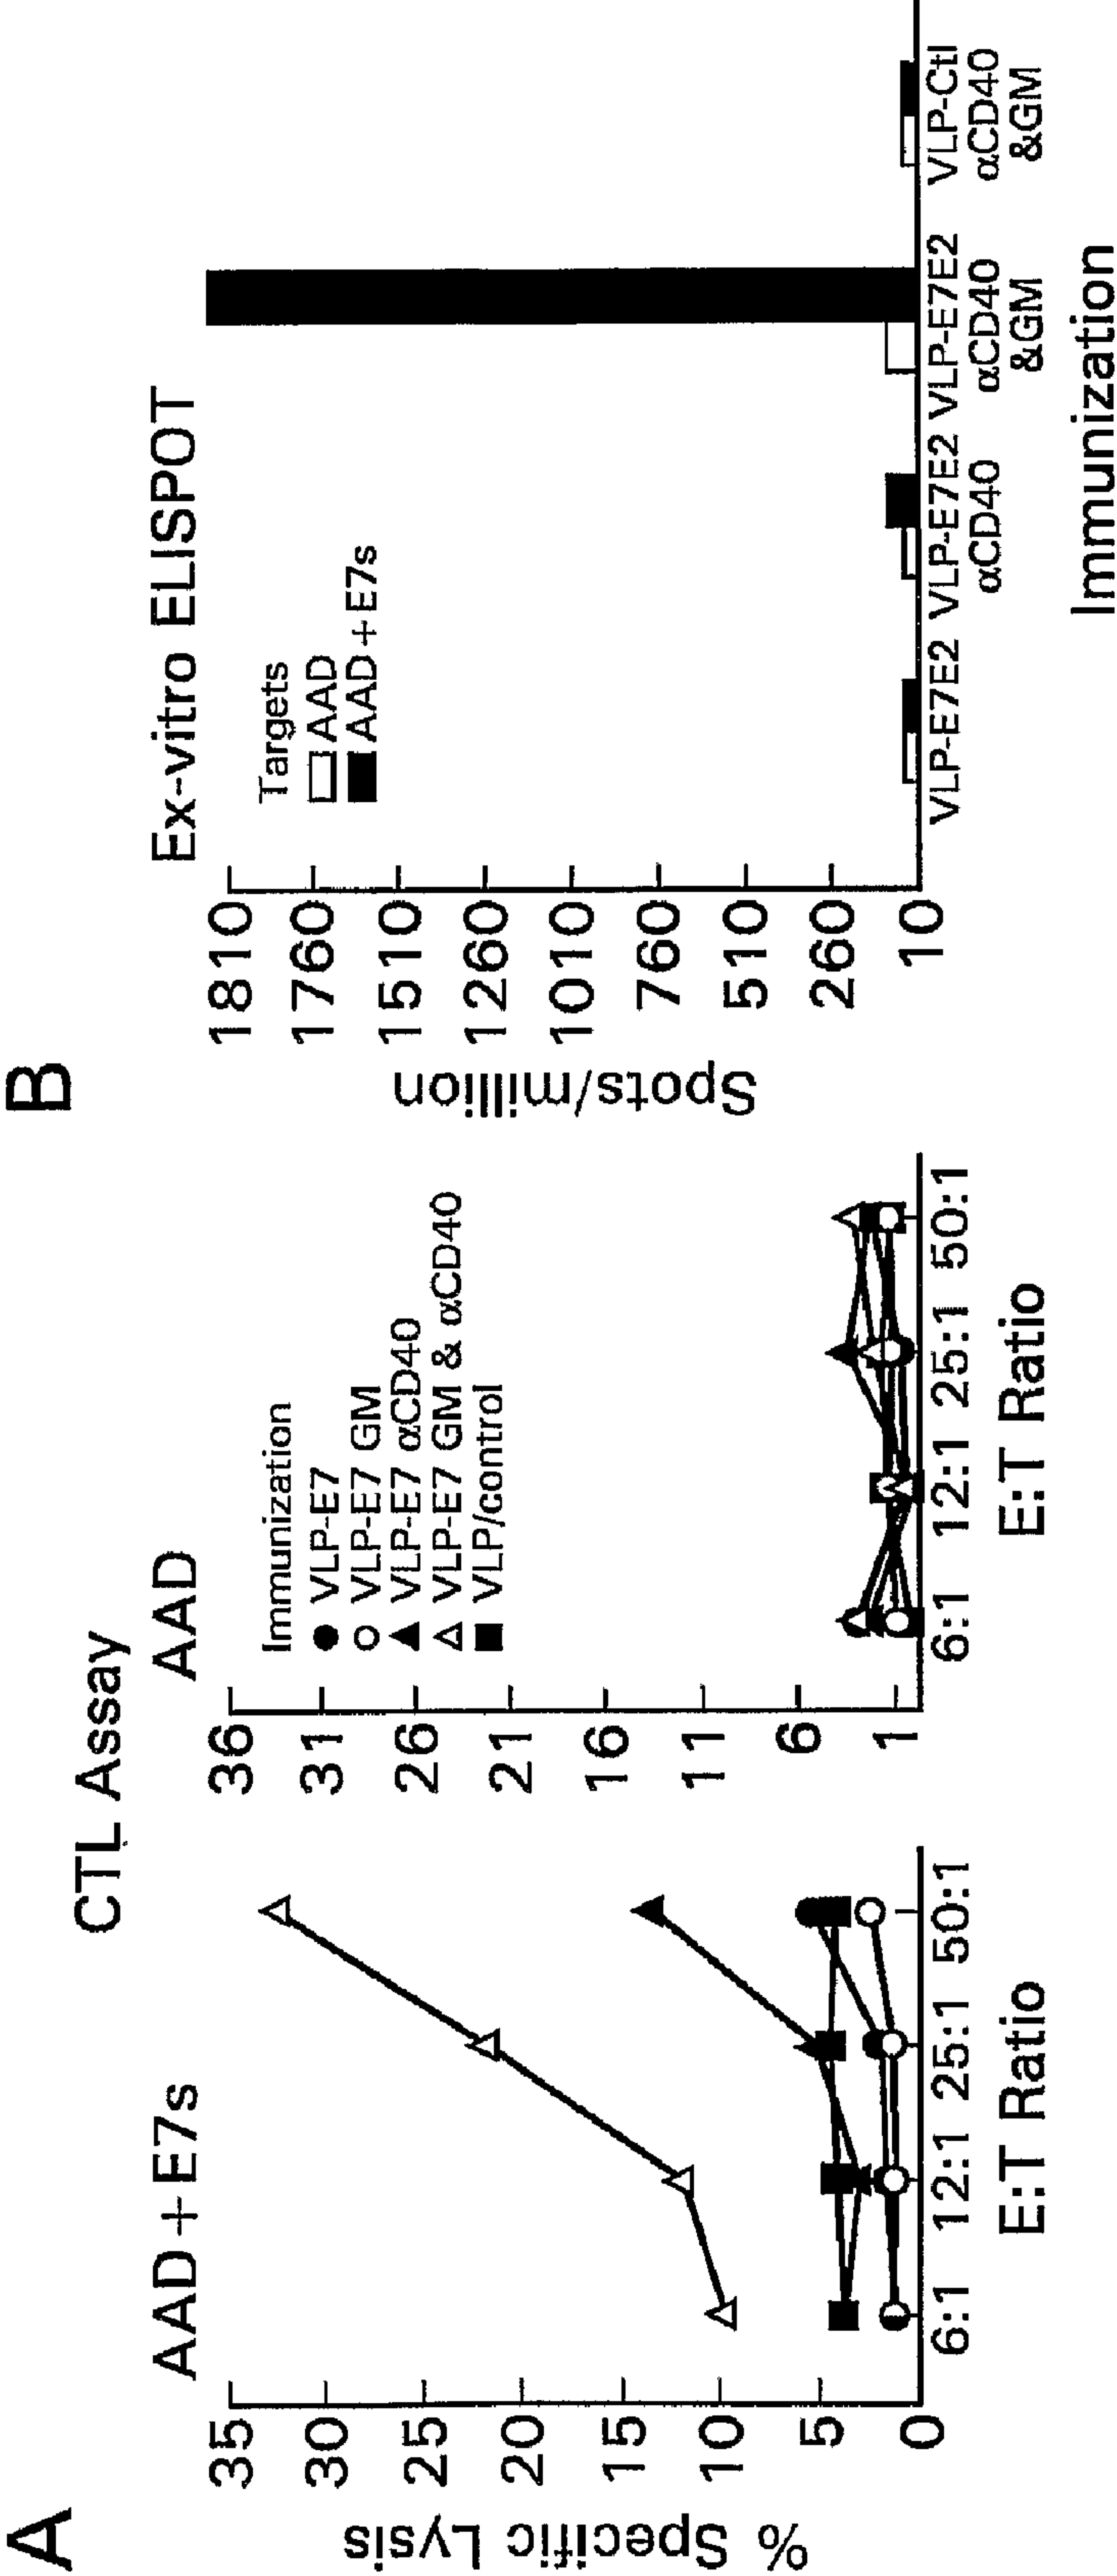 A
CTL Assay
AAD+E7s
% Specific Lysis
35
30
25
20
15
10
5
0
6:1 12:1 25:1 50:1
E:T Ratio
AAD
36
31
26
21
16
11
6
1
Immunization
VLP-E7
VLP-E7 GM
VLP-E7 αCD40
VLP-E7 GM & αCD40
VLP/control
6:1 12:1 25:1 50:1
E:T Ratio
B
Ex-vitro ELISPOT
Spots/million
1810
1760
1510
1260
1010
760
510
260
10
Targets
AAD
AAD+E7s
VLP-E7E2 VLP-E7E2 VLP-E7E2 VLP-Ctl
αCD40 αCD40 αCD40
&GM &GM
Immunization